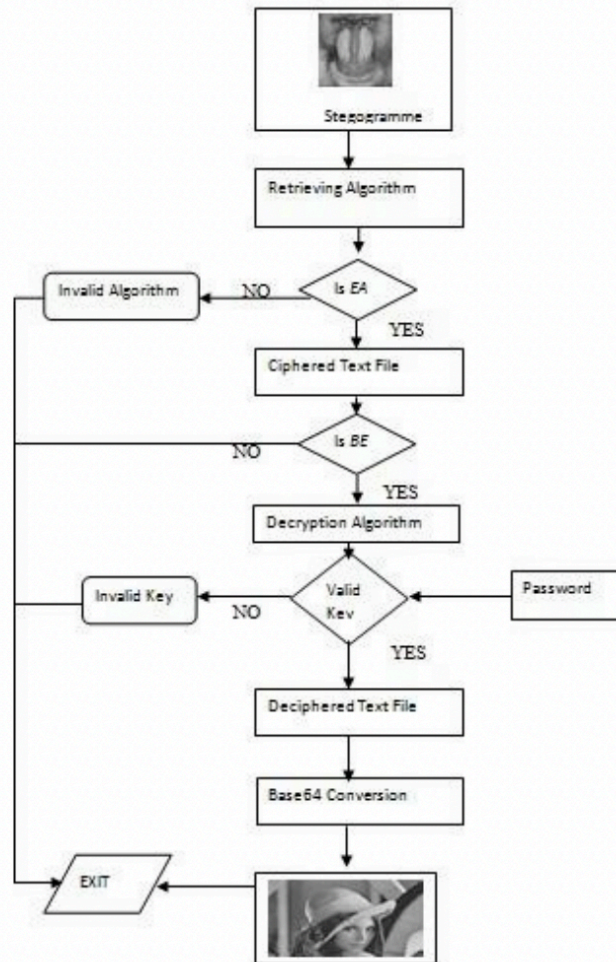 Stegogramme
Retrieving Algorithm
Is EA
Invalid Algorithm
NO
YES
Ciphered Text File
Is BE
NO
YES
Decryption Algorithm
Valid
Key
Invalid Key
NO
Password
YES
Deciphered Text File
Base64 Conversion
EXIT